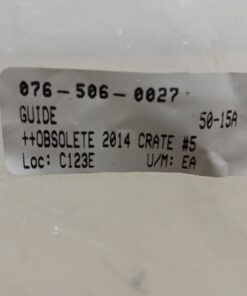 076-506-0027
GUIDE 50-15A
++OBSOLETE 2014 CRATE #5
Loc: C123E U/M: EA